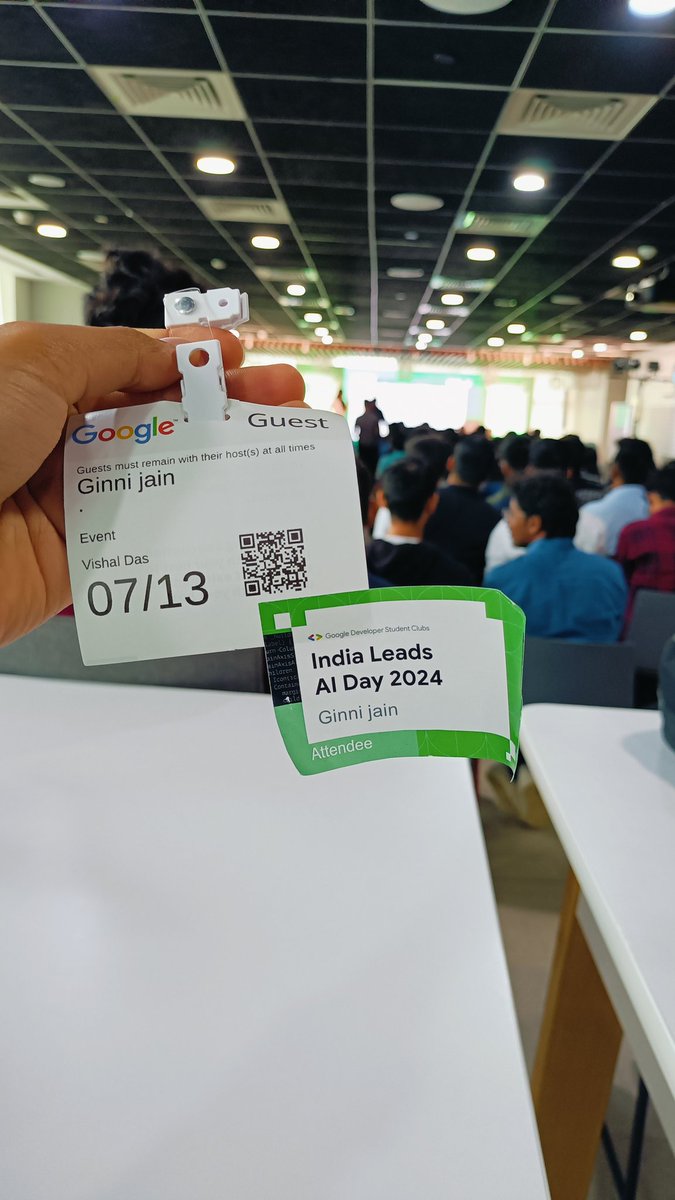 Google™ Guest
Guests must remain with their host(s) at all times
Ginni jain
.
Event
Vishal Das
07/13
Google Developer Student Clubs
India Leads
AI Day 2024
Ginni jain
Attendee